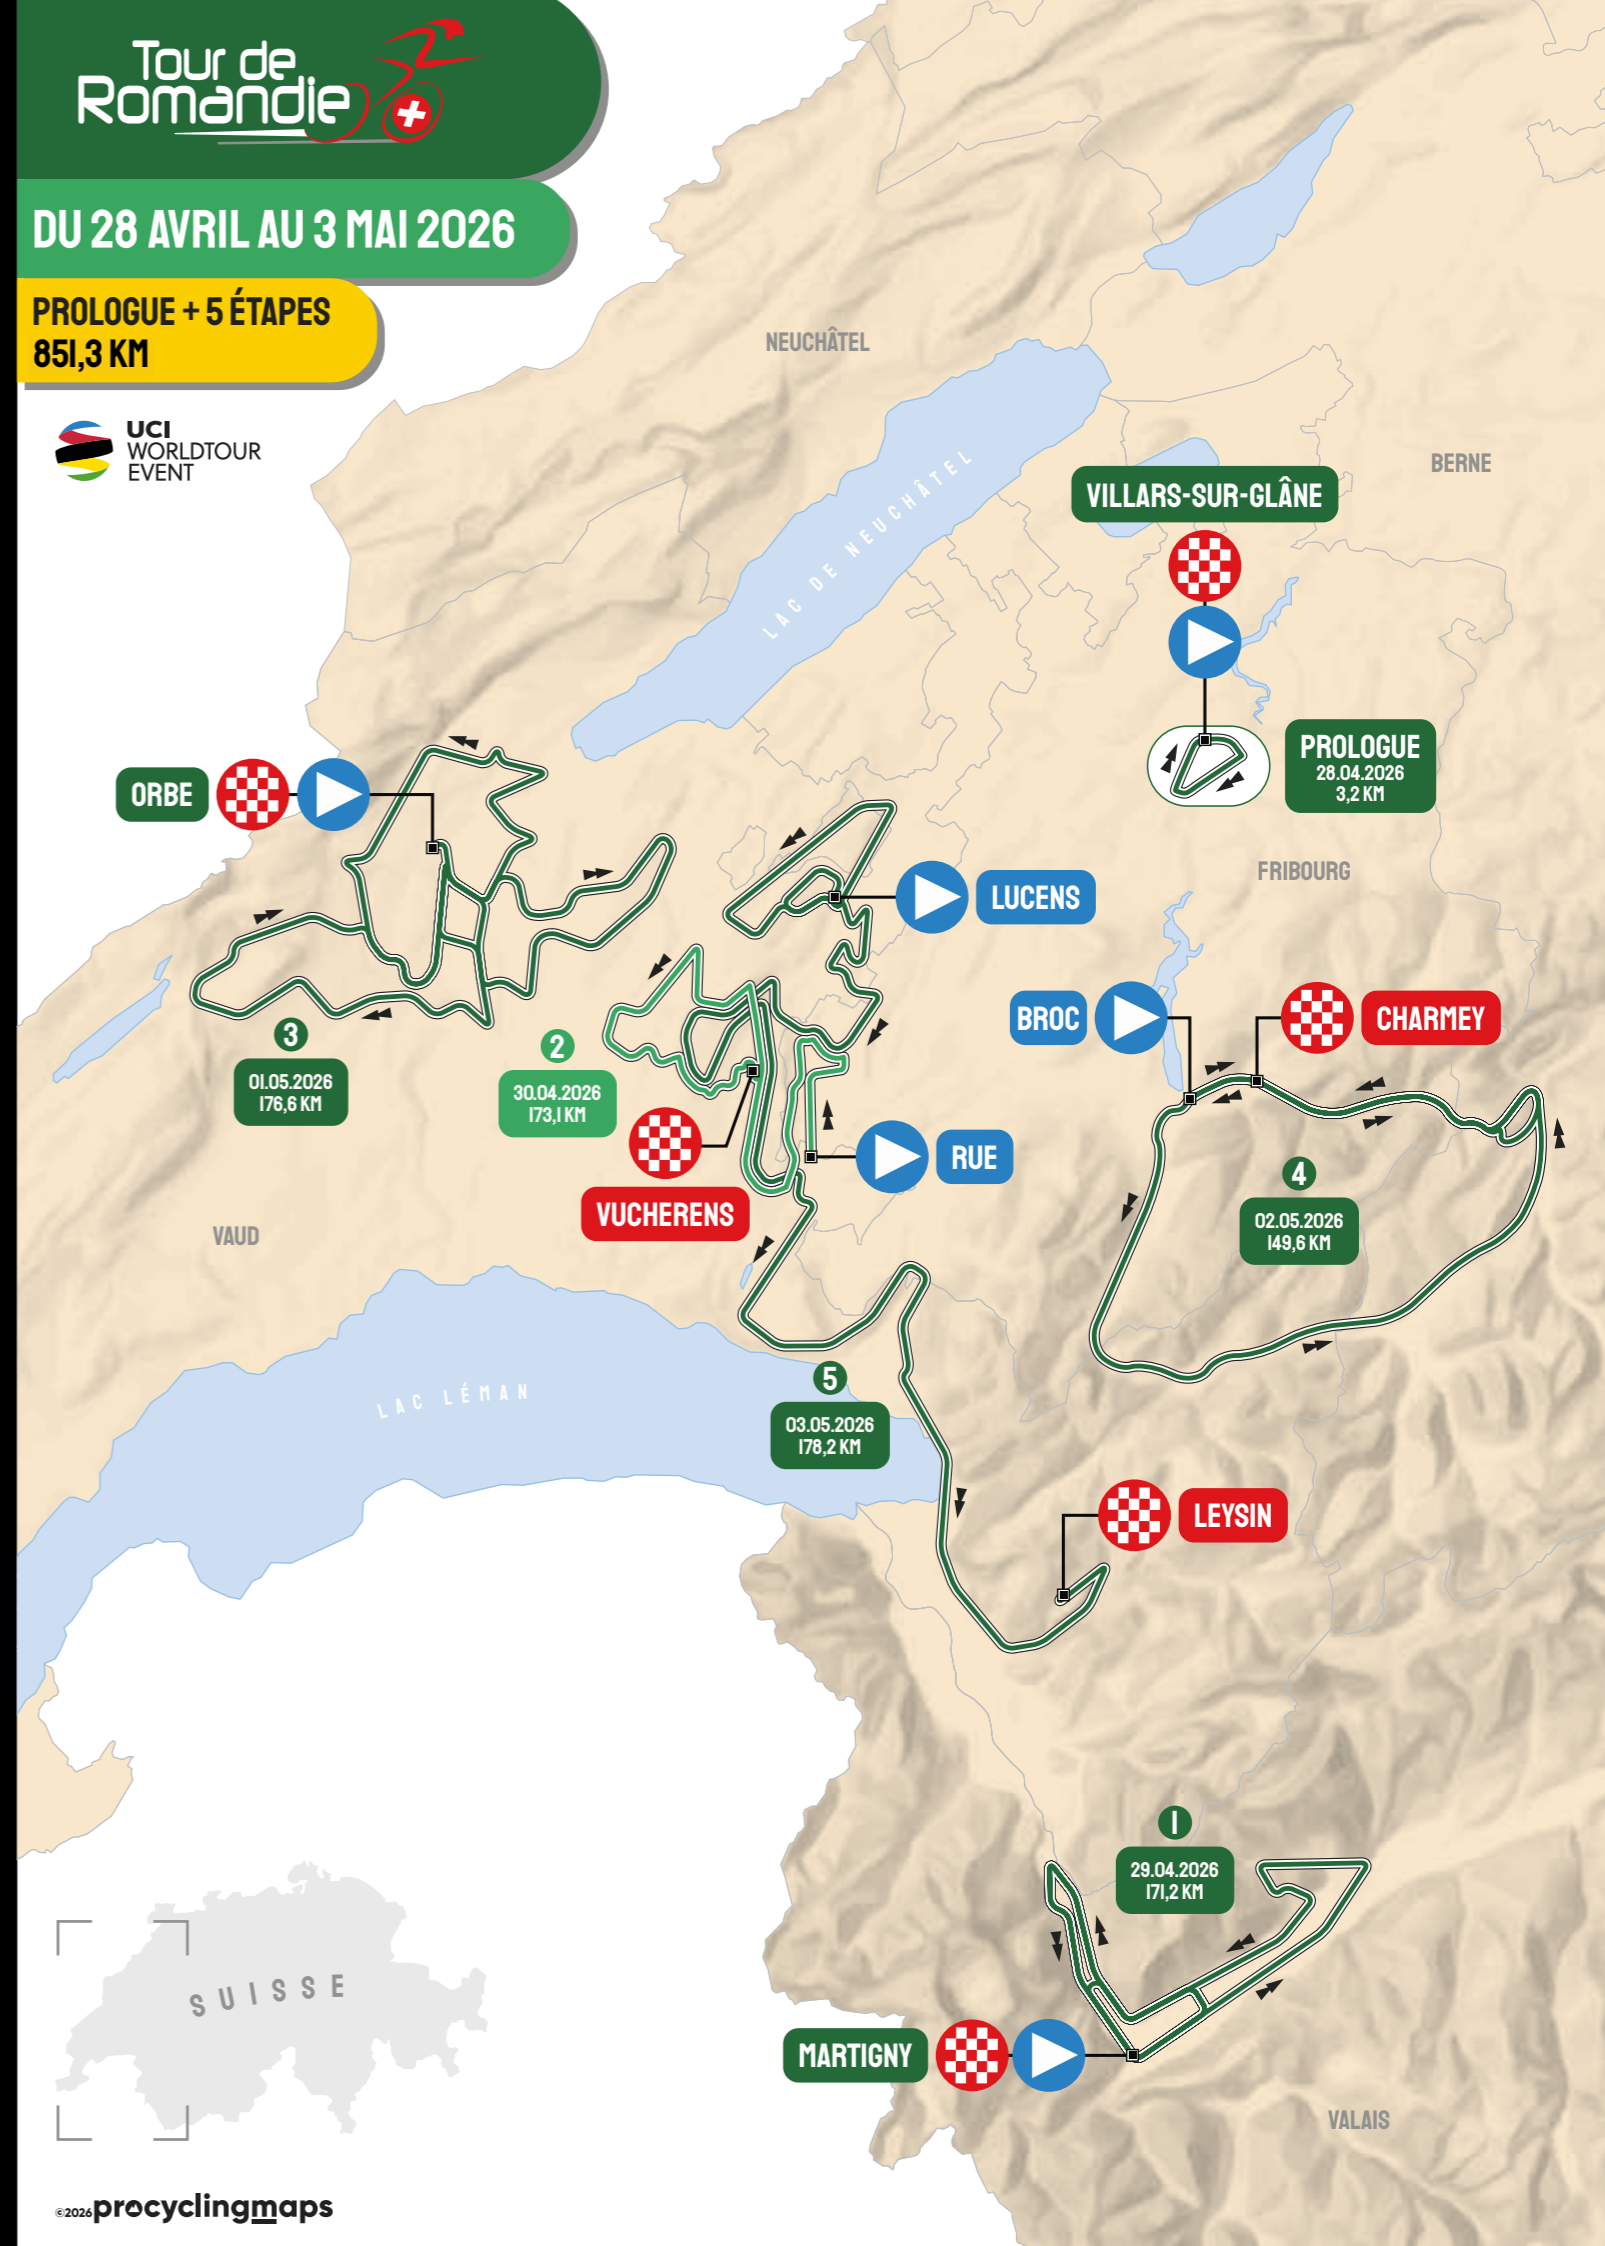 Tour de
Romandie
DU 28 AVRIL AU 3 MAI 2026
PROLOGUE + 5 ÉTAPES
851,3 KM
UCI
WORLDTOUR
EVENT
NEUCHÂTEL
LAC DE NEUCHÂTEL
BERNE
VILLARS-SUR-GLÂNE
PROLOGUE
28.04.2026
3,2 KM
ORBE
FRIBOURG
LUCENS
BROC
CHARMEY
3
01.05.2026
176,6 KM
2
30.04.2026
173,1 KM
RUE
VUCHERENS
4
02.05.2026
149,6 KM
VAUD
LAC LÉMAN
5
03.05.2026
178,2 KM
LEYSIN
1
29.04.2026
171,2 KM
SUISSE
MARTIGNY
VALAIS
©2026 procyclingmaps